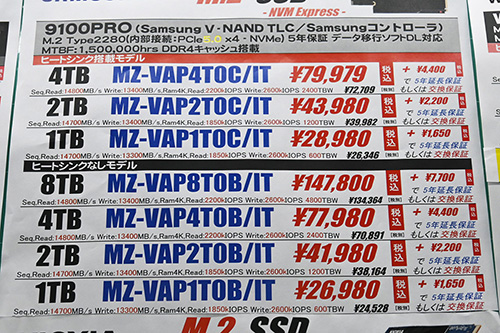 - NVM Express -
9100PRO (Samsung V-NAND TLC/Samsungコントローラ)
M.2 Type2280(内部接続:PCIe5.0 x4・NVMe) 5年保証 データ移行ソフトDL対応
MTBF:1,500,000hrs DDR4キャッシュ搭載
ヒートシンク搭載モデル
4TB MZ-VAP4T0C/IT ¥79,979 税込 + ¥4,400 で 5年延長保証
Seq.Read:14800MB/s Write:13400MB/s,Ram4K.Read:2200kIOPS Write:2600kIOPS 2400TBW ¥72,709 [税別] もしくは 交換保証
2TB MZ-VAP2T0C/IT ¥43,980 税込 + ¥2,200 で 5年延長保証
Seq.Read:14700MB/s Write:13400MB/s,Ram4K.Read:1850kIOPS Write:2600kIOPS 1200TBW ¥39,982 [税別] もしくは 交換保証
1TB MZ-VAP1T0C/IT ¥28,980 税込 + ¥1,650 で 5年延長保証
Seq.Read:14700MB/s Write:13300MB/s,Ram4K.Read:1850kIOPS Write:2600kIOPS 600TBW ¥26,346 [税別] もしくは 交換保証
ヒートシンクなしモデル
8TB MZ-VAP8T0B/IT ¥147,800 税込 + ¥7,700 で 5年延長保証
Seq.Read:14800MB/s Write:13400MB/s,Ram4K.Read:2200kIOPS Write:2600kIOPS 4800TBW ¥134,364 [税別] もしくは 交換保証
4TB MZ-VAP4T0B/IT ¥77,980 税込 + ¥4,400 で 5年延長保証
Seq.Read:14800MB/s Write:13400MB/s,Ram4K.Read:2200kIOPS Write:2600kIOPS 2400TBW ¥70,891 [税別] もしくは 交換保証
2TB MZ-VAP2T0B/IT ¥41,980 税込 + ¥2,200 で 5年延長保証
Seq.Read:14700MB/s Write:13400MB/s,Ram4K.Read:1850kIOPS Write:2600kIOPS 1200TBW ¥38,164 [税別] もしくは 交換保証
1TB MZ-VAP1T0B/IT ¥26,980 税込 + ¥1,650 で 5年延長保証
Seq.Read:14700MB/s Write:13300MB/s,Ram4K.Read:1850kIOPS Write:2600kIOPS 600TBW ¥24,528 [税別] もしくは 交換保証
M.2 SSD